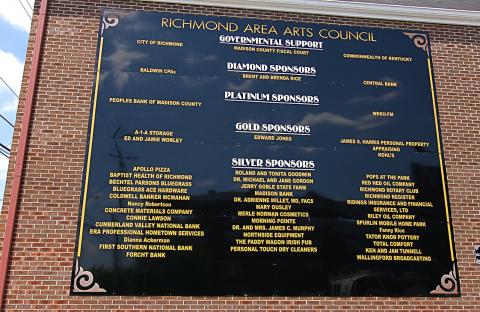 RICHMOND AREA ARTS COUNCIL
GOVERNMENTAL SUPPORT
CITY OF RICHMOND
MADISON COUNTY FISCAL COURT
COMMONWEALTH OF KENTUCKY
DIAMOND SPONSORS
BALDWIN CPAs
BRENT AND BRENDA RICE
CENTRAL BANK
PLATINUM SPONSORS
PEOPLES BANK OF MADISON COUNTY
WEKU-FM
GOLD SPONSORS
A-1-A STORAGE
ED AND JAMIE WORLEY
EDWARD JONES
JAMES S. HARRIS PERSONAL PROPERTY
APPRAISING
KOHL'S
SILVER SPONSORS
APOLLO PIZZA
BAPTIST HEALTH OF RICHMOND
BECHTEL PARSONS BLUEGRASS
BLUEGRASS ACE HARDWARE
COLDWELL BANKER MCMAHAN
Nancy Robertson
CONCRETE MATERIALS COMPANY
CONNIE LAWSON
CUMBERLAND VALLEY NATIONAL BANK
ERA PROFESSIONAL HOMETOWN SERVICES
Dianna Ackerman
FIRST SOUTHERN NATIONAL BANK
FORCHT BANK
ROLAND AND TONITA GOODWIN
DR. MICHAEL AND JANE GORDON
JERRY GOBLE STATE FARM
MADISON BANK
DR. ADRIENNE MILLET, MD, FACS
MARY OUSLEY
MERLE NORMAN COSMETICS
MORNING POINTE
DR. AND MRS. JAMES C. MURPHY
NORTHSIDE EQUIPMENT
THE PADDY WAGON IRISH PUB
PERSONAL TOUCH DRY CLEANERS
POPS AT THE PARK
RED HED OIL COMPANY
RICHMOND ROTARY CLUB
RICHMOND REGISTER
RIDINGS INSURANCE AND FINANCIAL
SERVICES, LTD
RILEY OIL COMPANY
SPURLIN MOBILE HOME PARK
Fanny Rice
TATER KNOB POTTERY
TOTAL COMFORT
KEN AND JAN TUNNELL
WALLINGFORD BROADCASTING